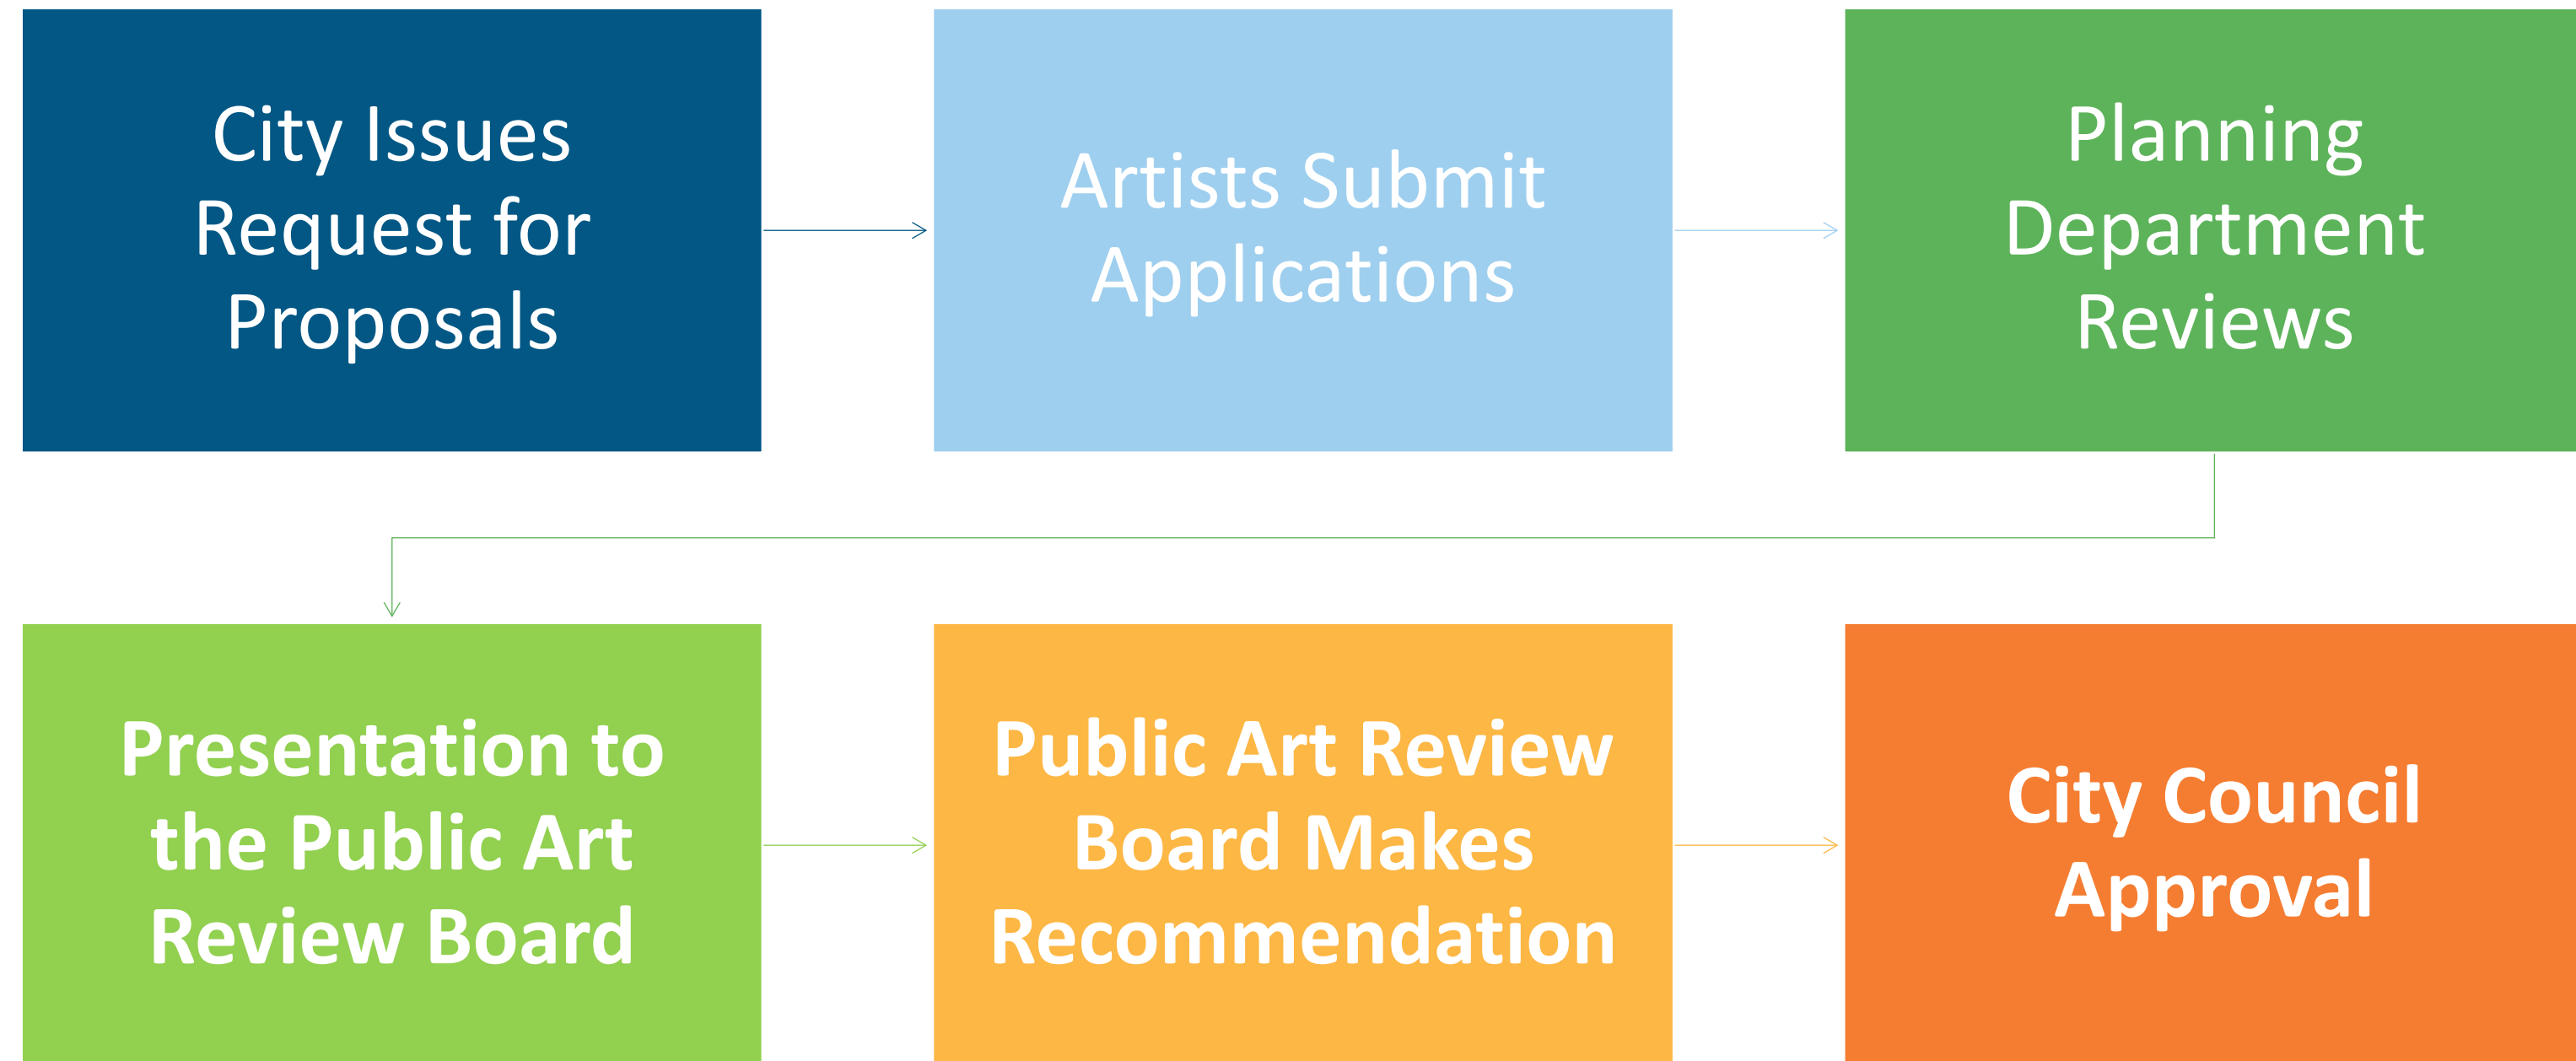 City Issues
Request for
Proposals
Artists Submit
Applications
Planning
Department
Reviews
Presentation to
the Public Art
Review Board
Public Art Review
Board Makes
Recommendation
City Council
Approval